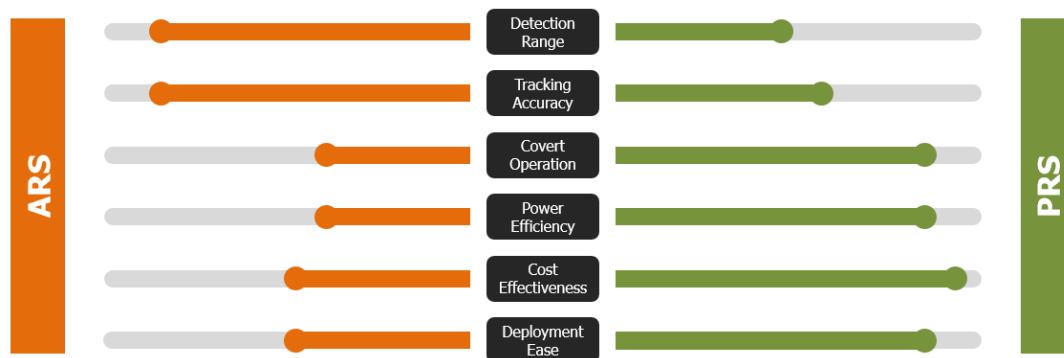 ARS
Detection
Range
Tracking
Accuracy
Covert
Operation
Power
Efficiency
Cost
Effectiveness
Deployment
Ease
PRS